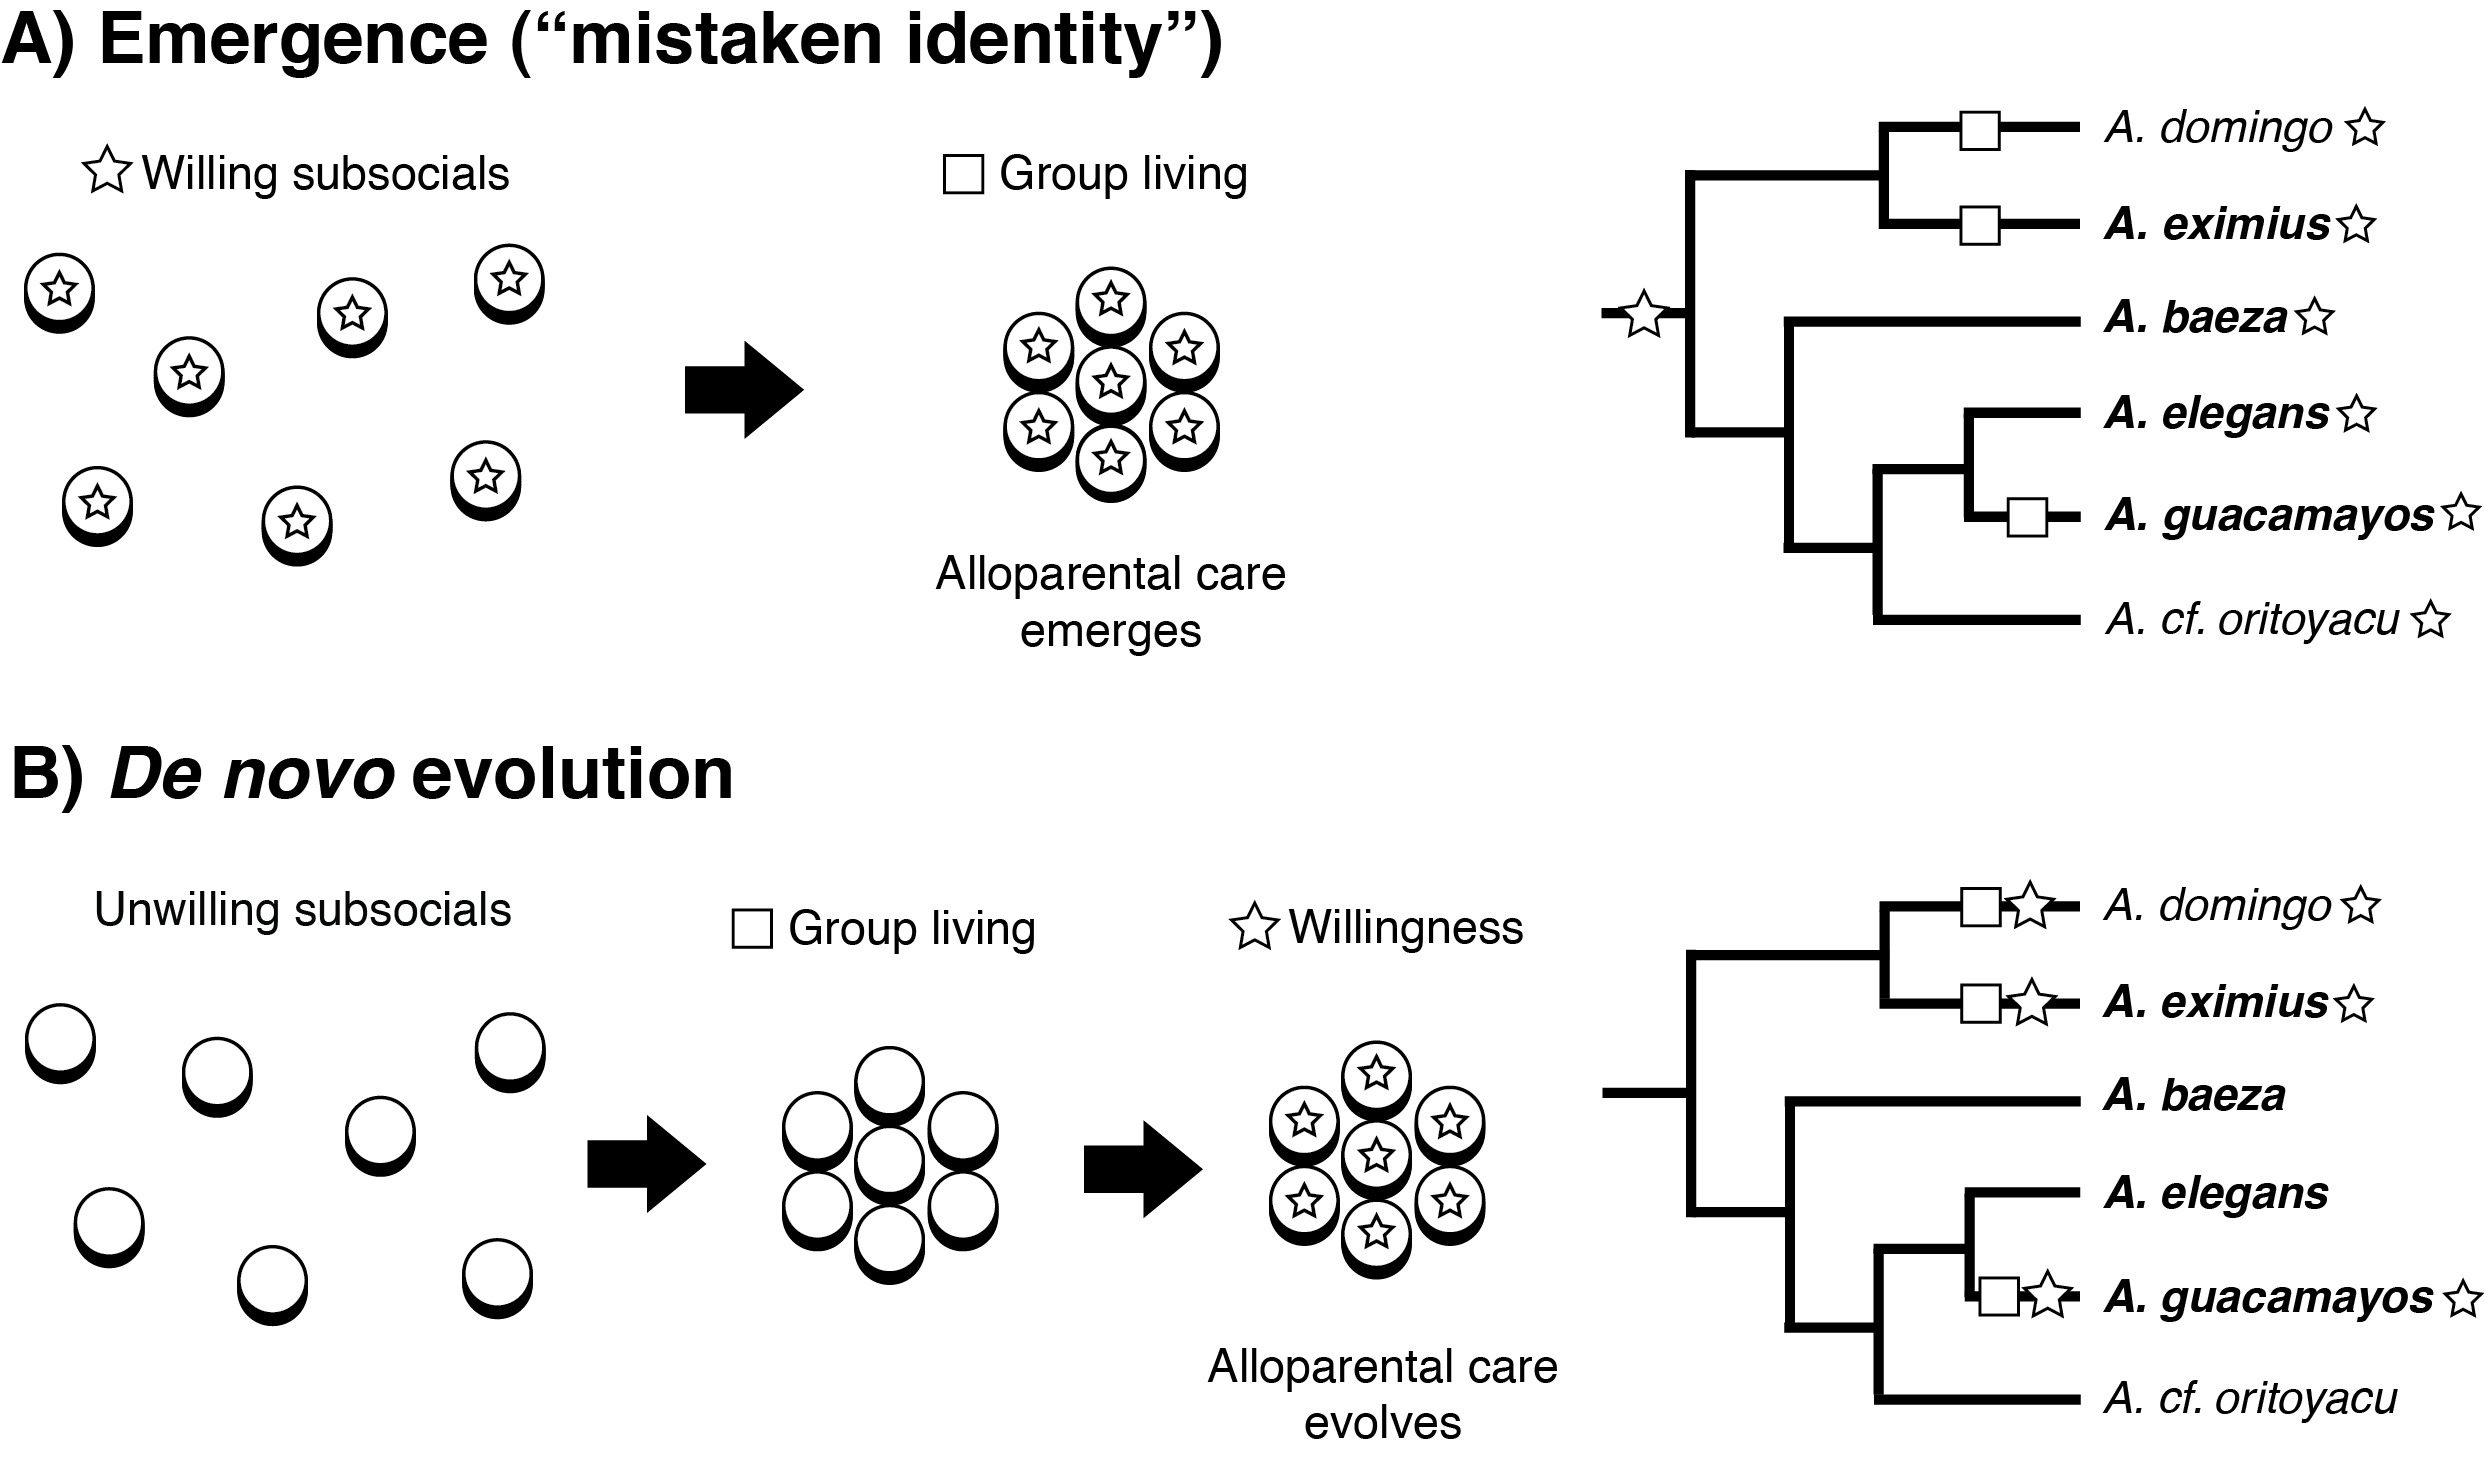 A) Emergence (“mistaken identity”)
Willing subsocials
Group living
Alloparental care
emerges
A. domingo
A. eximius
A. baeza
A. elegans
A. guacamayos
A. cf. oritoyacu
B) De novo evolution
Unwilling subsocials
Group living
Willingness
Alloparental care
evolves
A. domingo
A. eximius
A. baeza
A. elegans
A. guacamayos
A. cf. oritoyacu